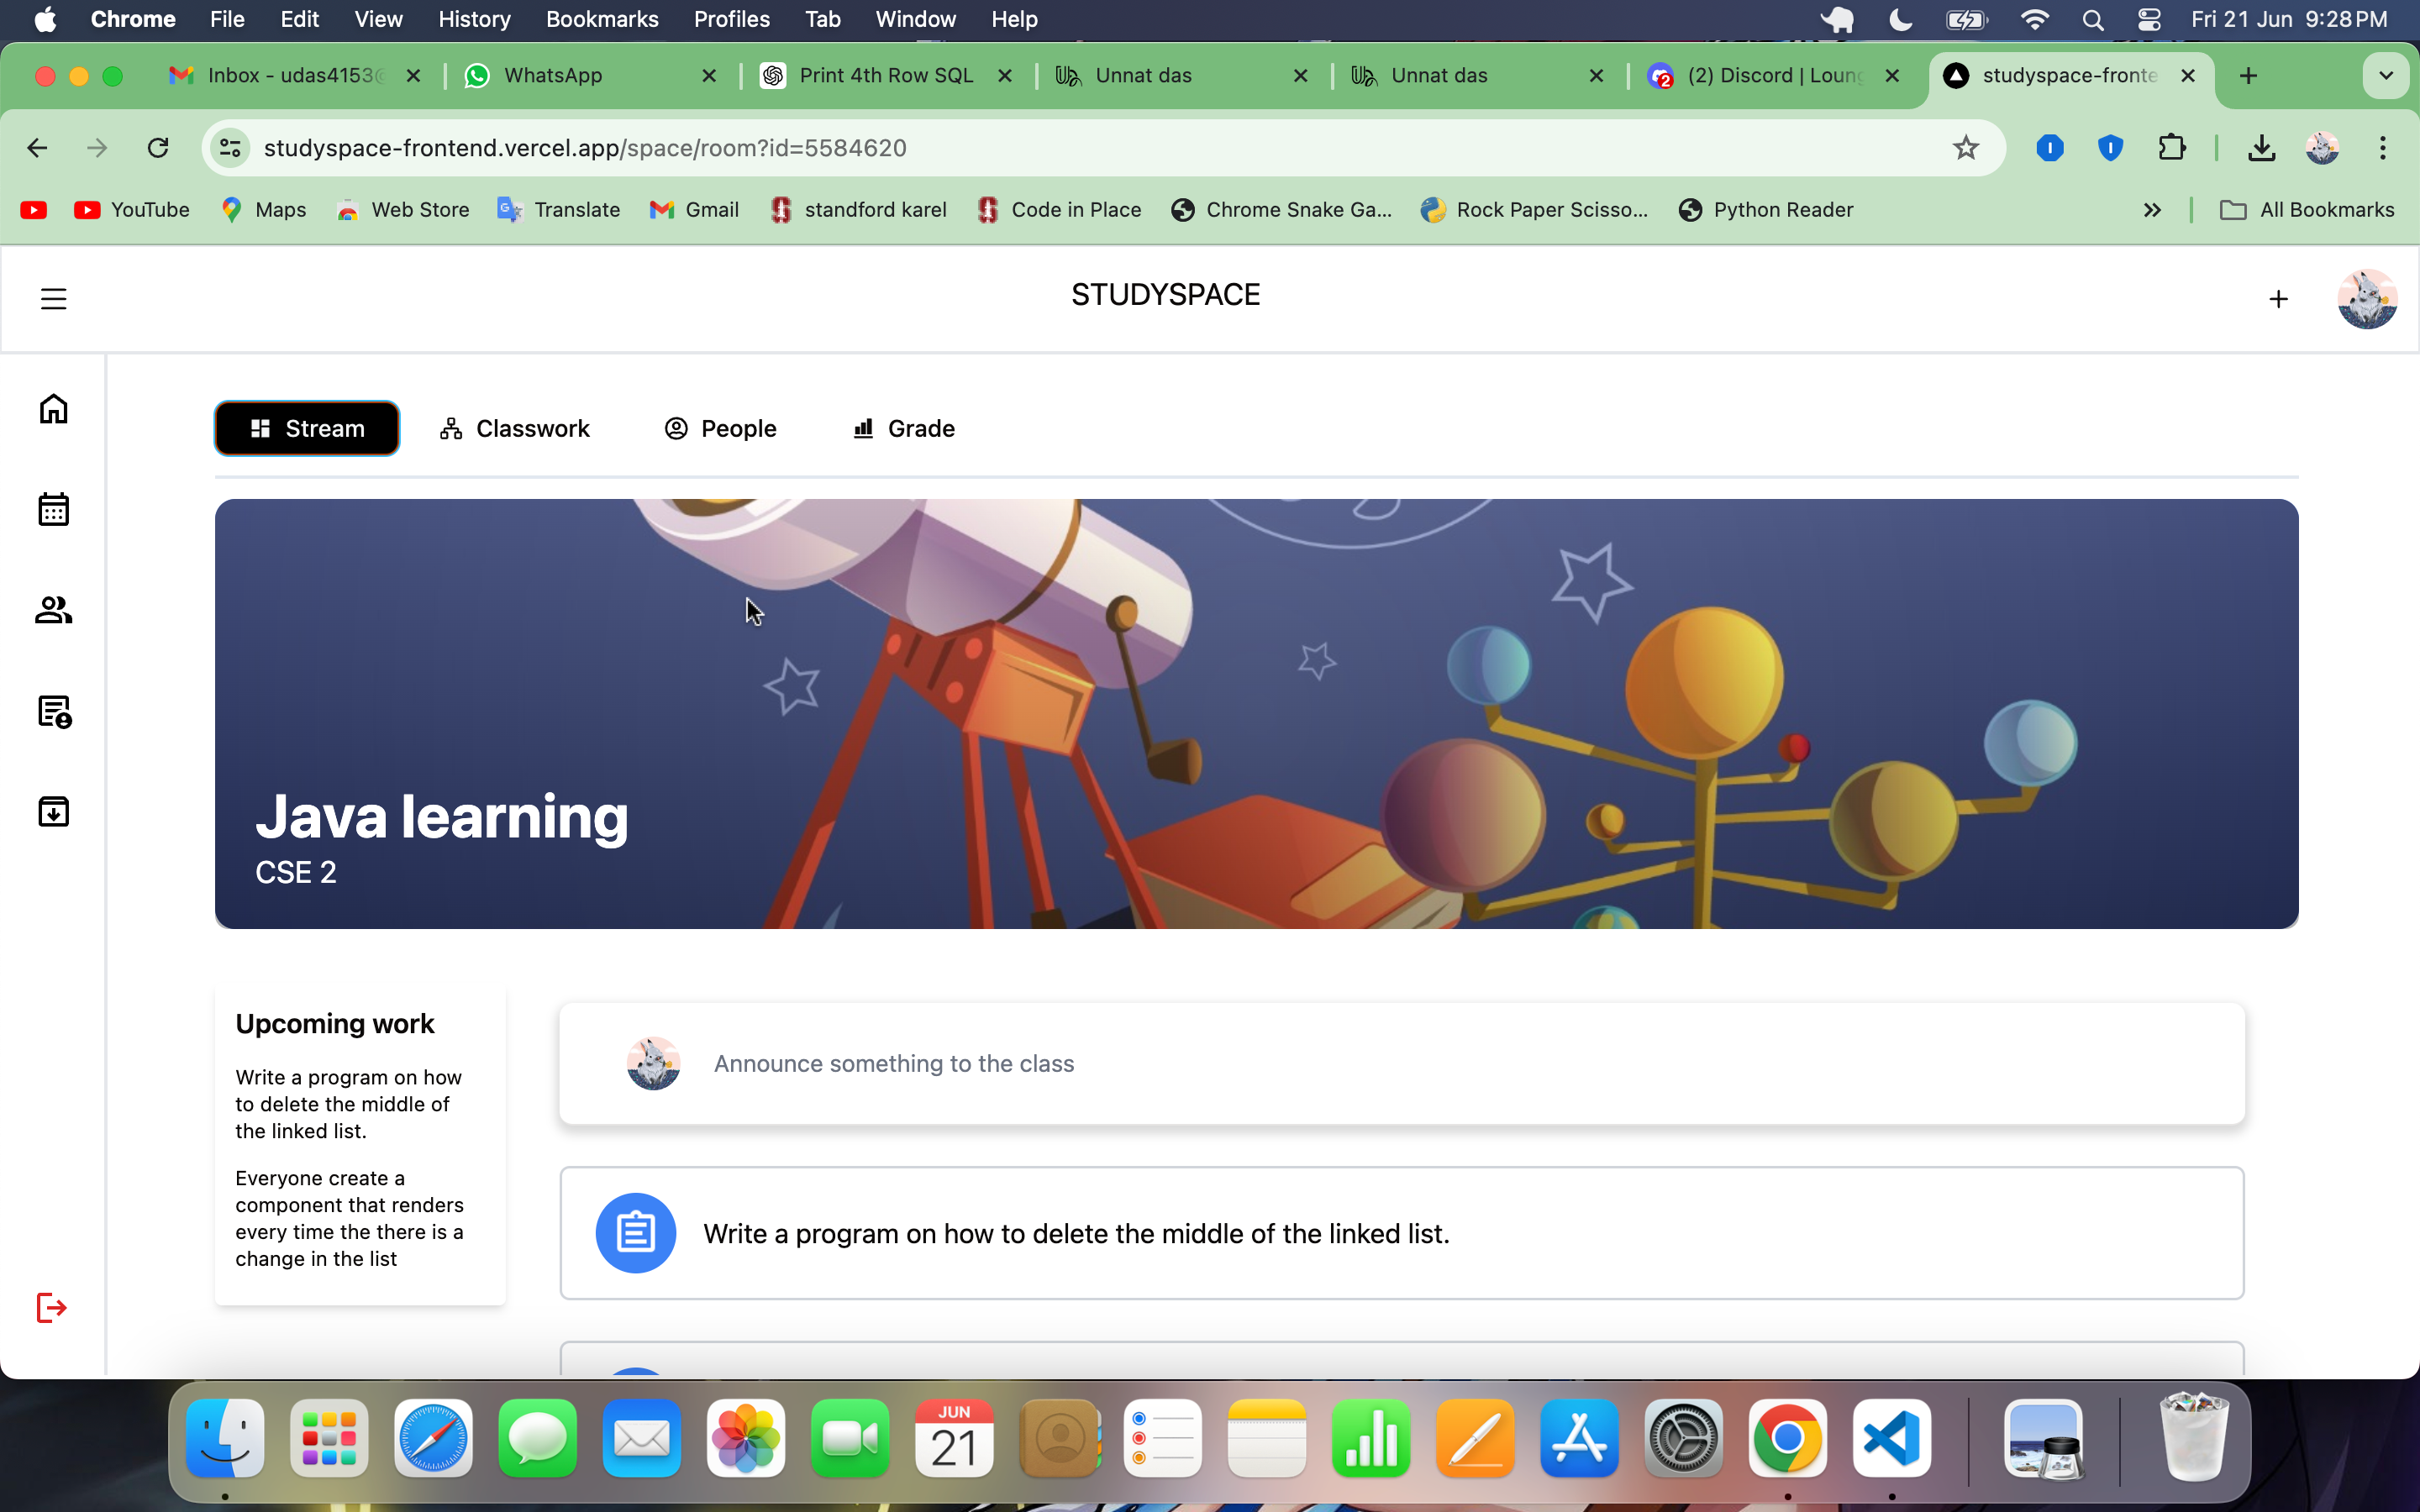 Chrome File Edit View History Bookmarks Profiles Tab Window Help Fri 21 Jun 9:28 PM
Inbox - udas4153@ WhatsApp Print 4th Row SQL Unnat das Unnat das (2) Discord | Loung studyspace-fronte
studyspace-frontend.vercel.app/space/room?id=5584620
YouTube Maps Web Store Translate Gmail standford karel Code in Place Chrome Snake Ga... Rock Paper Scisso... Python Reader All Bookmarks
STUDYSPACE
Stream Classwork People Grade
Java learning
CSE 2
Upcoming work
Write a program on how
to delete the middle of
the linked list.
Everyone create a
component that renders
every time the there is a
change in the list
Announce something to the class
Write a program on how to delete the middle of the linked list.
JUN
21